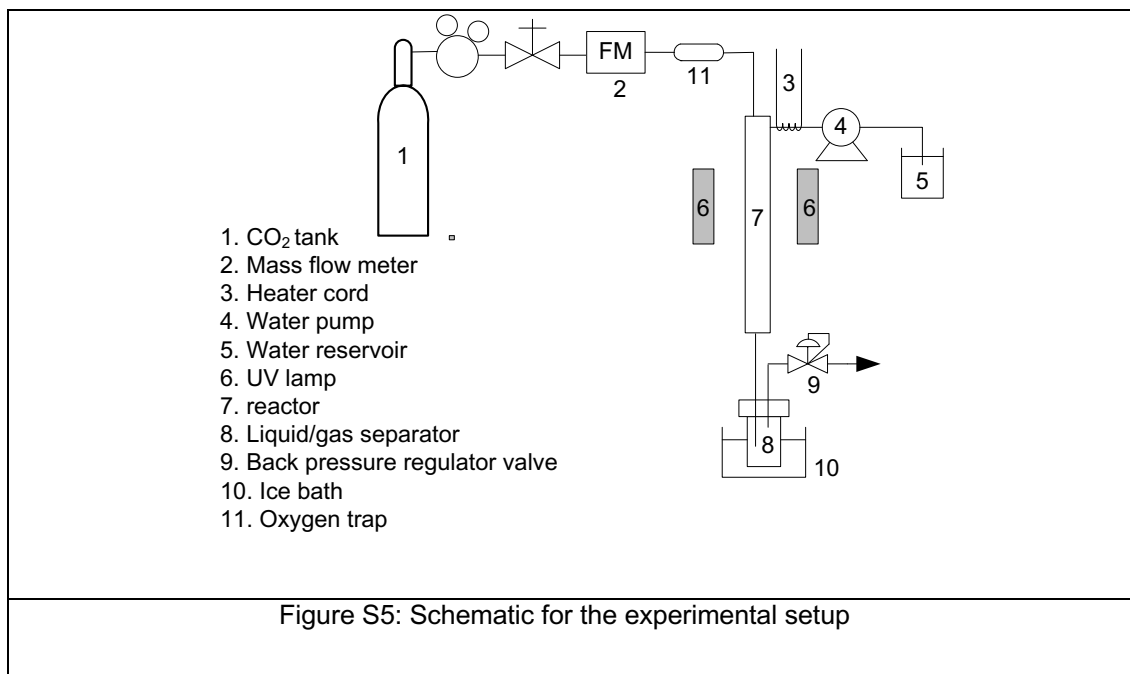 FM
2
11
3
4
5
1
6
7
6
1. CO₂ tank
2. Mass flow meter
3. Heater cord
4. Water pump
5. Water reservoir
6. UV lamp
7. reactor
8. Liquid/gas separator
9. Back pressure regulator valve
10. Ice bath
11. Oxygen trap
9
8
10
Figure S5: Schematic for the experimental setup